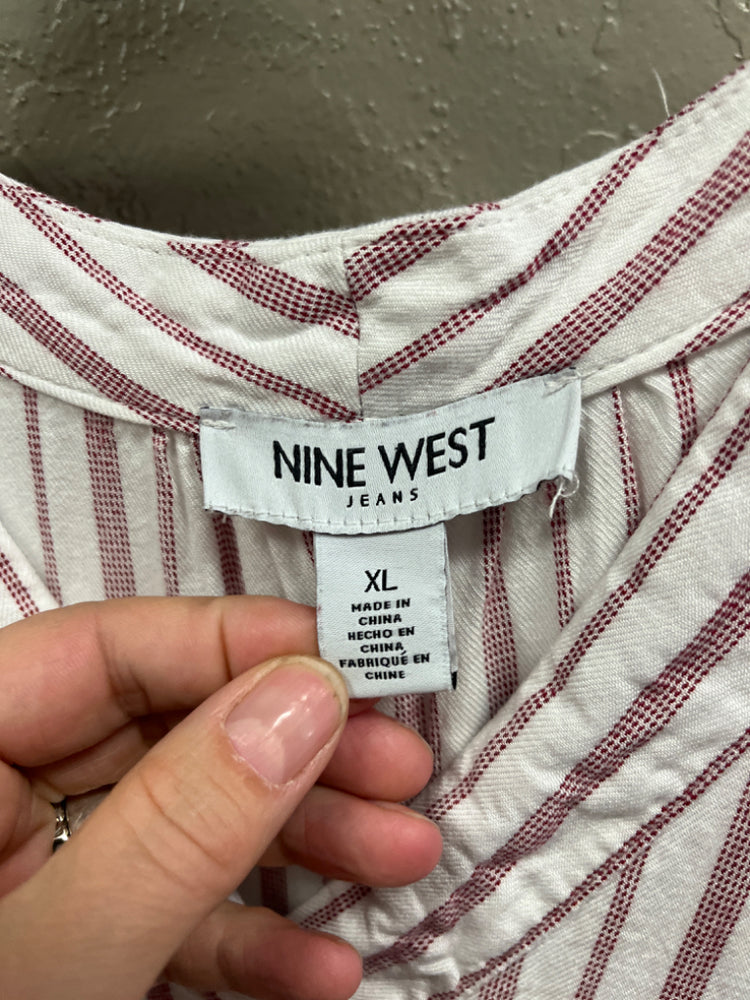 NINE WEST
JEANS
XL
MADE IN
CHINA
HECHO EN
CHINA
FABRIQUÉ EN
CHINE